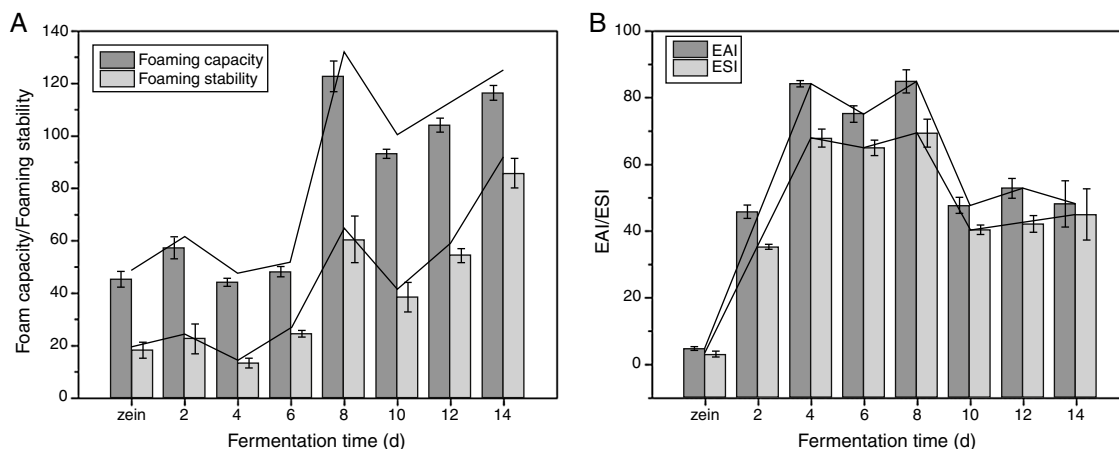 A
Foam capacity/Foaming stability
140
120
100
80
60
40
20
0
Foaming capacity
Foaming stability
zein 2 4 6 8 10 12 14
Fermentation time (d)
B
EAI/ESI
100
80
60
40
20
0
EAI
ESI
zein 2 4 6 8 10 12 14
Fermentation time (d)